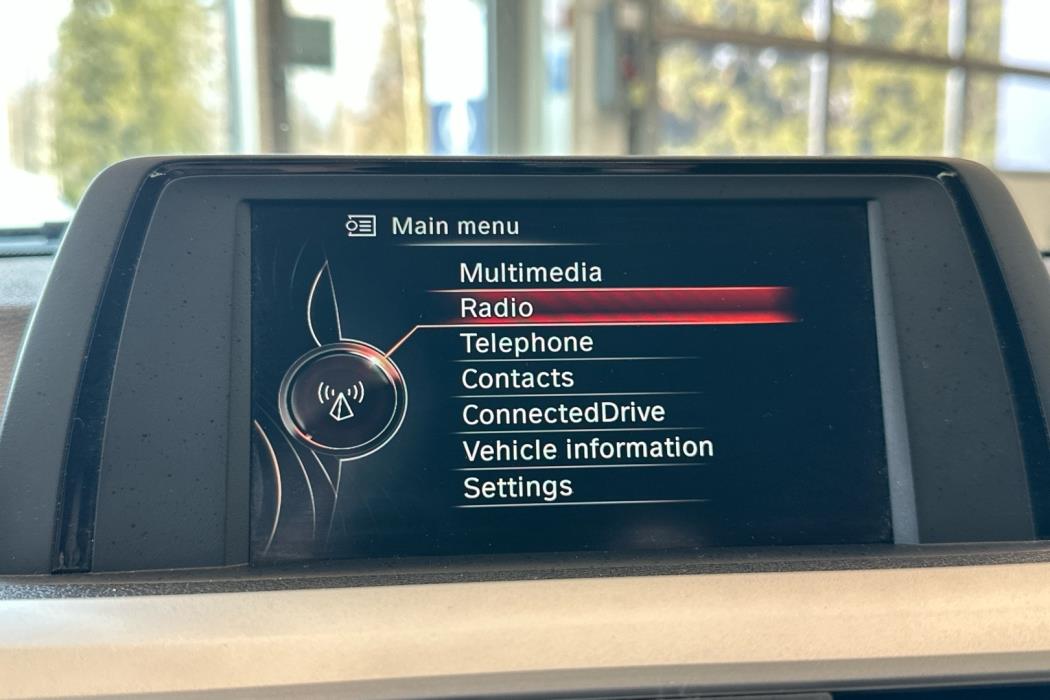 Main menu
Multimedia
Radio
Telephone
Contacts
ConnectedDrive
Vehicle information
Settings